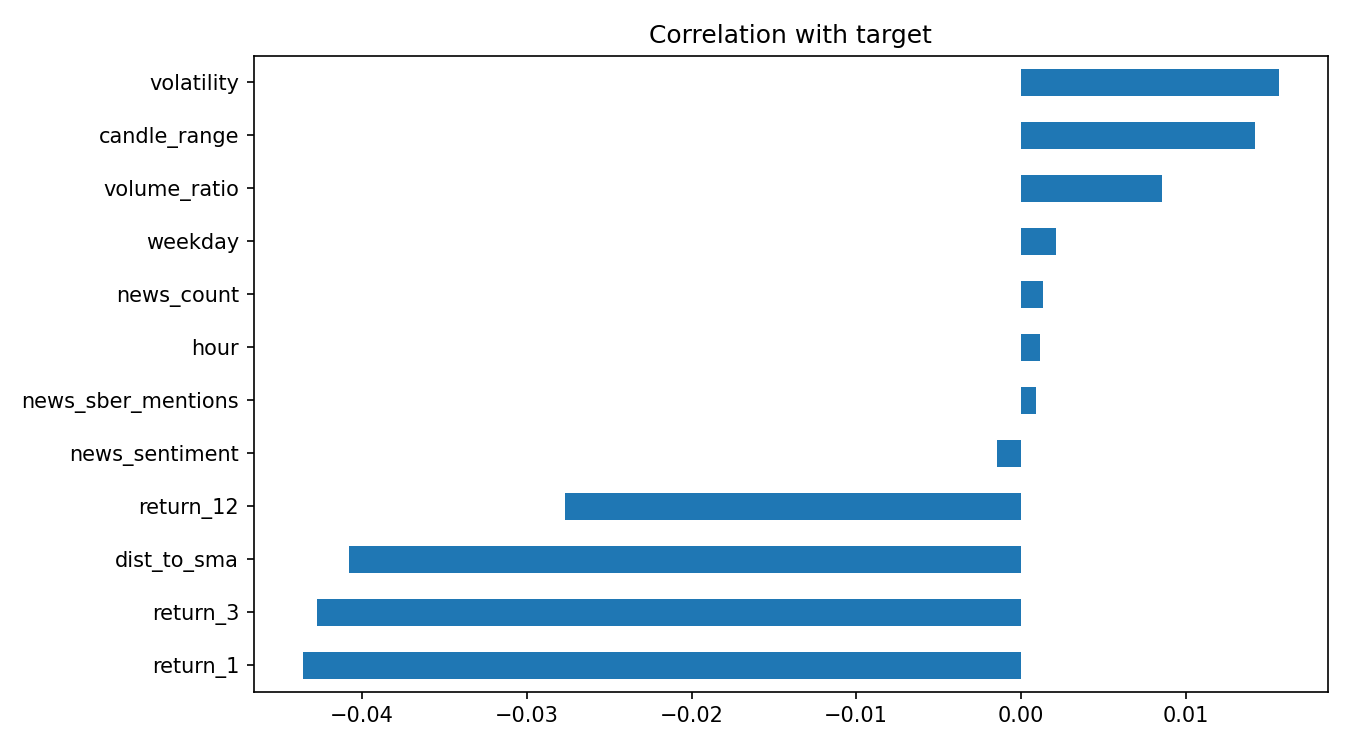 Correlation with target
volatility
candle_range
volume_ratio
weekday
news_count
hour
news_sber_mentions
news_sentiment
return_12
dist_to_sma
return_3
return_1
−0.04 −0.03 −0.02 −0.01 0.00 0.01